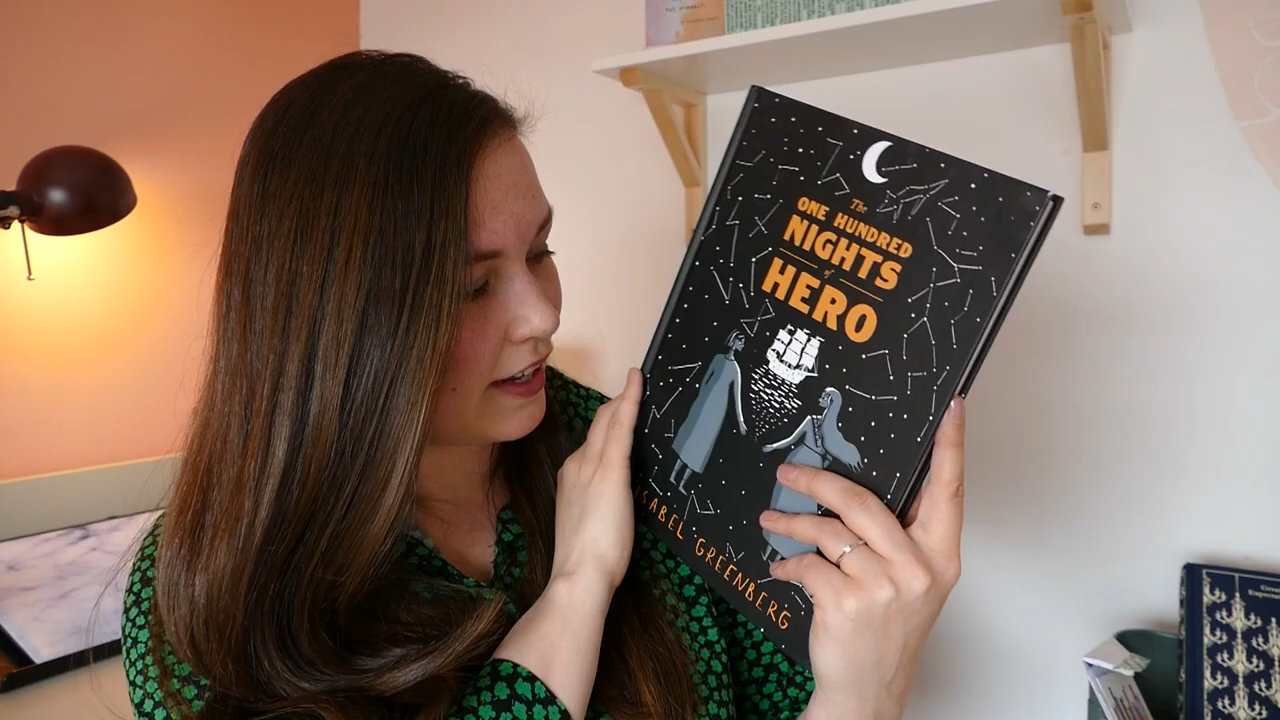 The
ONE HUNDRED
NIGHTS
of
HERO
ISABEL GREENBERG